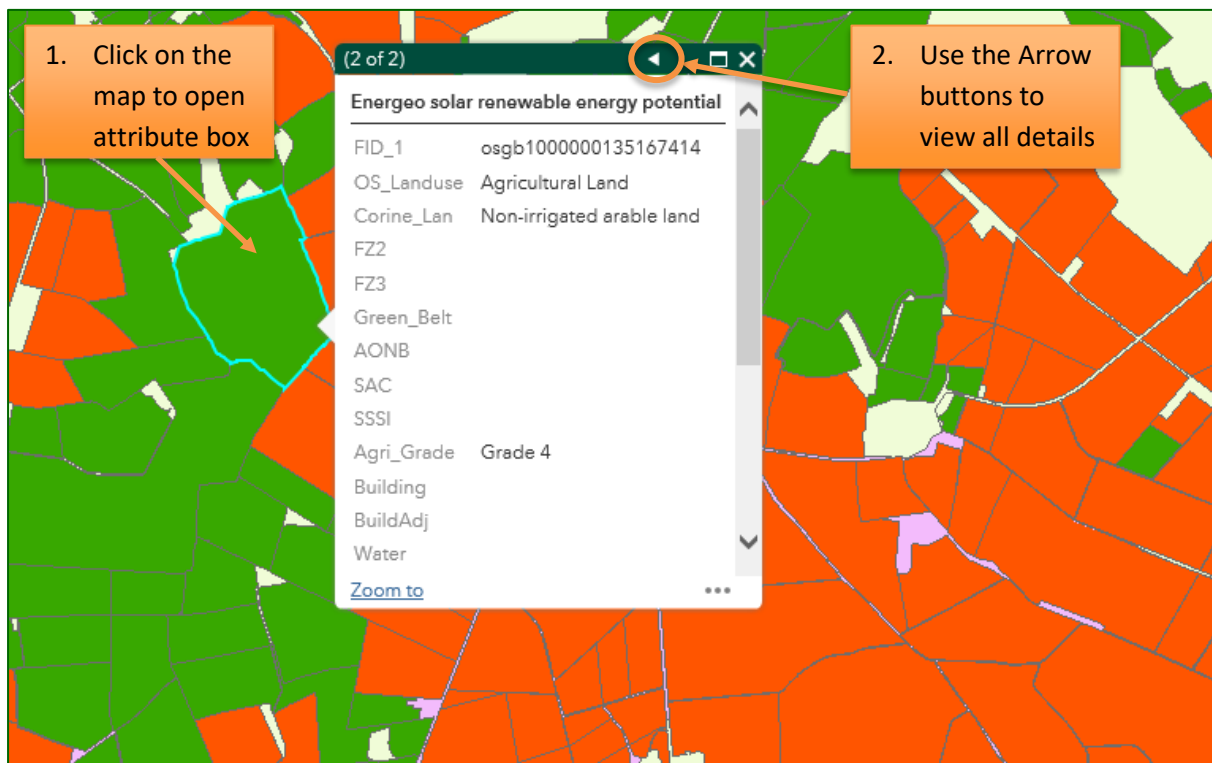 1. Click on the
map to open
attribute box
(2 of 2)
Energeo solar renewable energy potential
FID_1 osgb1000000135167414
OS_Landuse Agricultural Land
Corine_Lan Non-irrigated arable land
FZ2
FZ3
Green_Belt
AONB
SAC
SSSI
Agri_Grade Grade 4
Building
BuildAdj
Water
Zoom to
2. Use the Arrow
buttons to
view all details